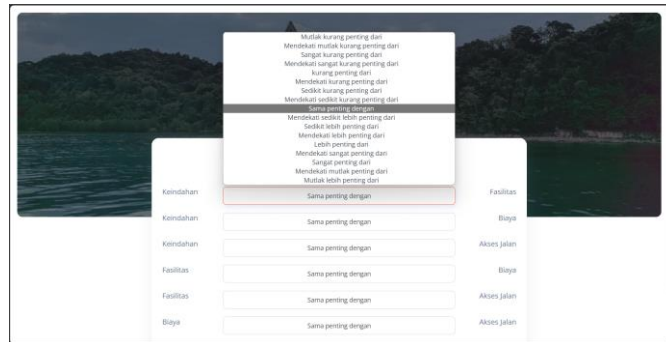 Mutlak kurang penting dari
Mendekati mutlak kurang penting dari
Sangat kurang penting dari
Mendekati sangat kurang penting dari
kurang penting dari
Mendekati kurang penting dari
Sedikit kurang penting dari
Mendekati sedikit kurang penting dari
Sama penting dengan
Mendekati sedikit lebih penting dari
Sedikit lebih penting dari
Mendekati lebih penting dari
Lebih penting dari
Mendekati sangat penting dari
Sangat penting dari
Mendekati mutlak penting dari
Mutlak lebih penting dari
Keindahan Sama penting dengan Fasilitas
Keindahan Sama penting dengan Biaya
Keindahan Sama penting dengan Akses Jalan
Fasilitas Sama penting dengan Biaya
Fasilitas Sama penting dengan Akses Jalan
Biaya Sama penting dengan Akses Jalan